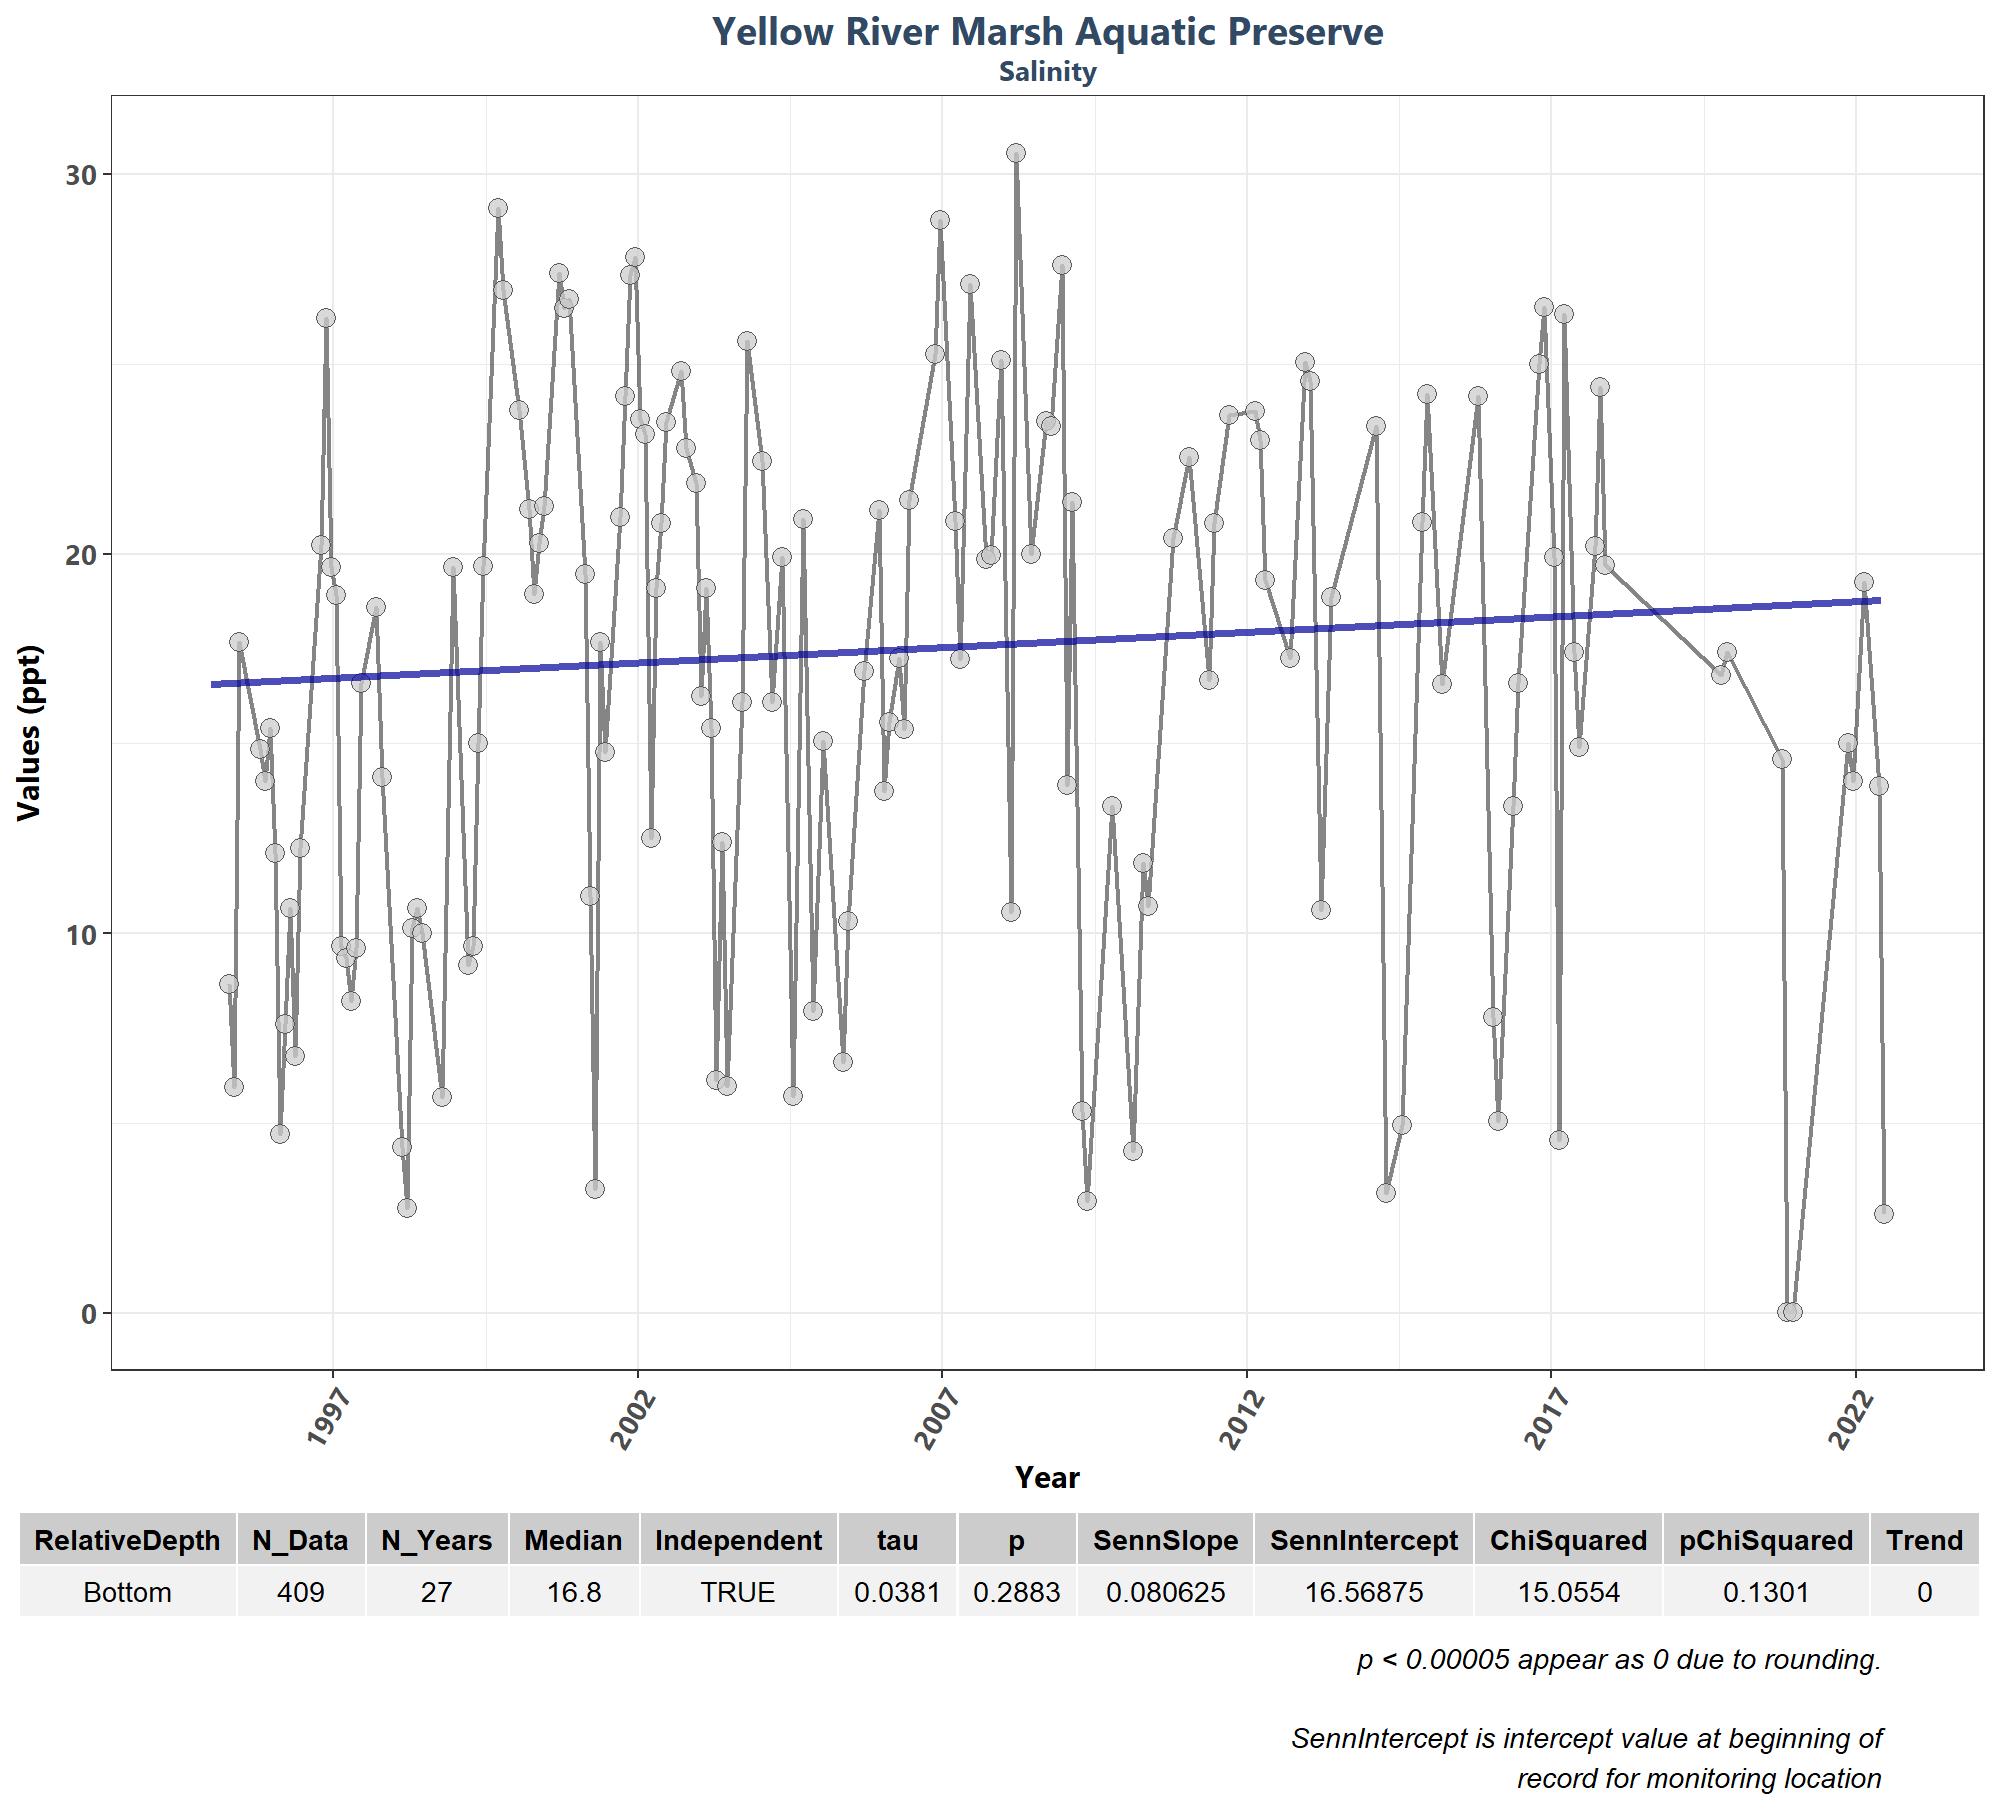 Yellow River Marsh Aquatic Preserve
Salinity
Values (ppt)
30
20
10
0
1997
2002
2007
2012
2017
2022
Year
RelativeDepth N_Data N_Years Median Independent tau p SennSlope SennIntercept ChiSquared pChiSquared Trend
Bottom 409 27 16.8 TRUE 0.0381 0.2883 0.080625 16.56875 15.0554 0.1301 0
p < 0.00005 appear as 0 due to rounding.
SennIntercept is intercept value at beginning of
record for monitoring location